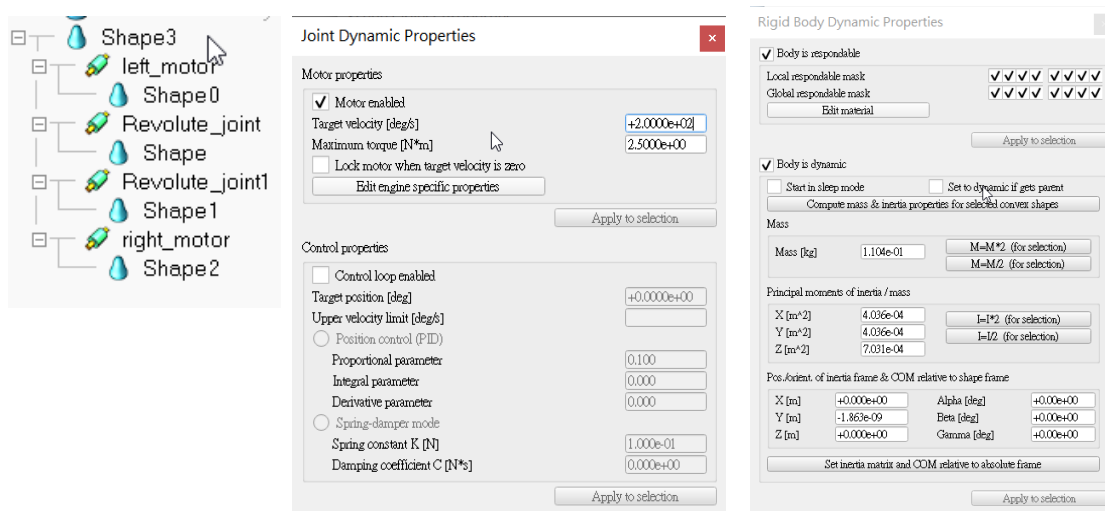 Shape3
left_motor
Shape0
Revolute_joint
Shape
Revolute_joint1
Shape1
right_motor
Shape2
Joint Dynamic Properties
Motor properties
Motor enabled
Target velocity [deg/s] +2.0000e+02
Maximum torque [N*m] 2.5000e+00
Lock motor when target velocity is zero
Edit engine specific properties
Apply to selection
Control properties
Control loop enabled
Target position [deg] +0.0000e+00
Upper velocity limit [deg/s]
Position control (PID)
Proportional parameter 0.100
Integral parameter 0.000
Derivative parameter 0.000
Spring-damper mode
Spring constant K [N] 1.000e-01
Damping coefficient C [N*s] 0.000e+00
Apply to selection
Rigid Body Dynamic Properties
Body is respondable
Local respondable mask
Global respondable mask
Edit material
Apply to selection
Body is dynamic
Start in sleep mode Set to dynamic if gets parent
Compute mass & inertia properties for selected convex shapes
Mass
Mass [kg] 1.104e-01 M=M*2 (for selection)
M=M/2 (for selection)
Principal moments of inertia / mass
X [m^2] 4.036e-04 I=I*2 (for selection)
Y [m^2] 4.036e-04 I=I/2 (for selection)
Z [m^2] 7.031e-04
Pos./orient. of inertia frame & COM relative to shape frame
X [m] +0.000e+00 Alpha [deg] +0.00e+00
Y [m] -1.863e-09 Beta [deg] +0.00e+00
Z [m] +0.000e+00 Gamma [deg] +0.00e+00
Set inertia matrix and COM relative to absolute frame
Apply to selection